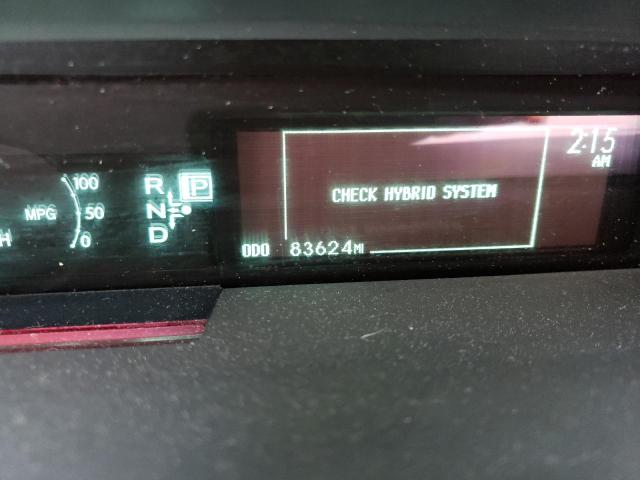 100
MPG 50
H 0
R P
N
D
2:15
AM
CHECK HYBRID SYSTEM
ODO 83624MI